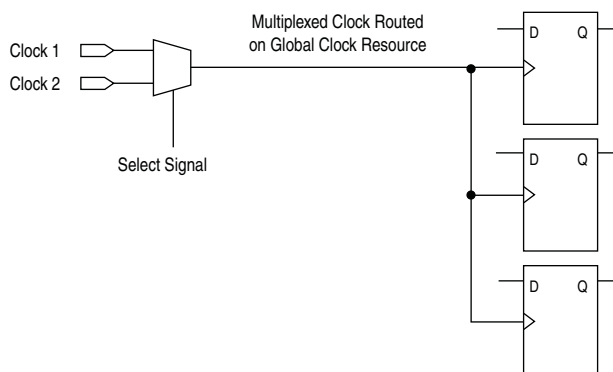 Multiplexed Clock Routed
on Global Clock Resource
Clock 1
Clock 2
Select Signal
D Q
D Q
D Q